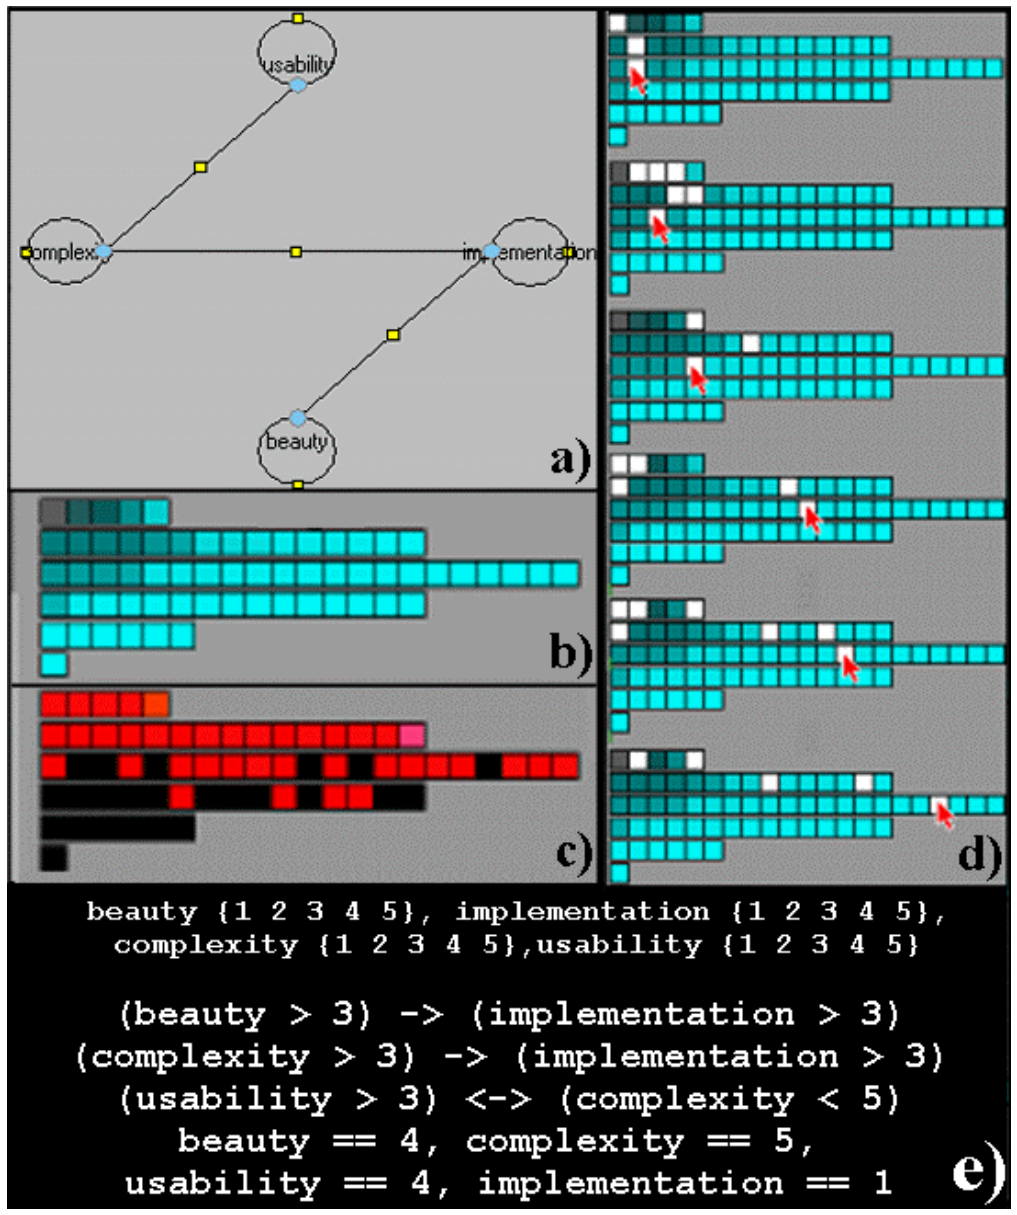 usability
complexity
implementation
beauty
a)
b)
c)
d)
beauty {1 2 3 4 5}, implementation {1 2 3 4 5},
complexity {1 2 3 4 5},usability {1 2 3 4 5}
(beauty > 3) -> (implementation > 3)
(complexity > 3) -> (implementation > 3)
(usability > 3) <-> (complexity < 5)
beauty == 4, complexity == 5,
usability == 4, implementation == 1
e)